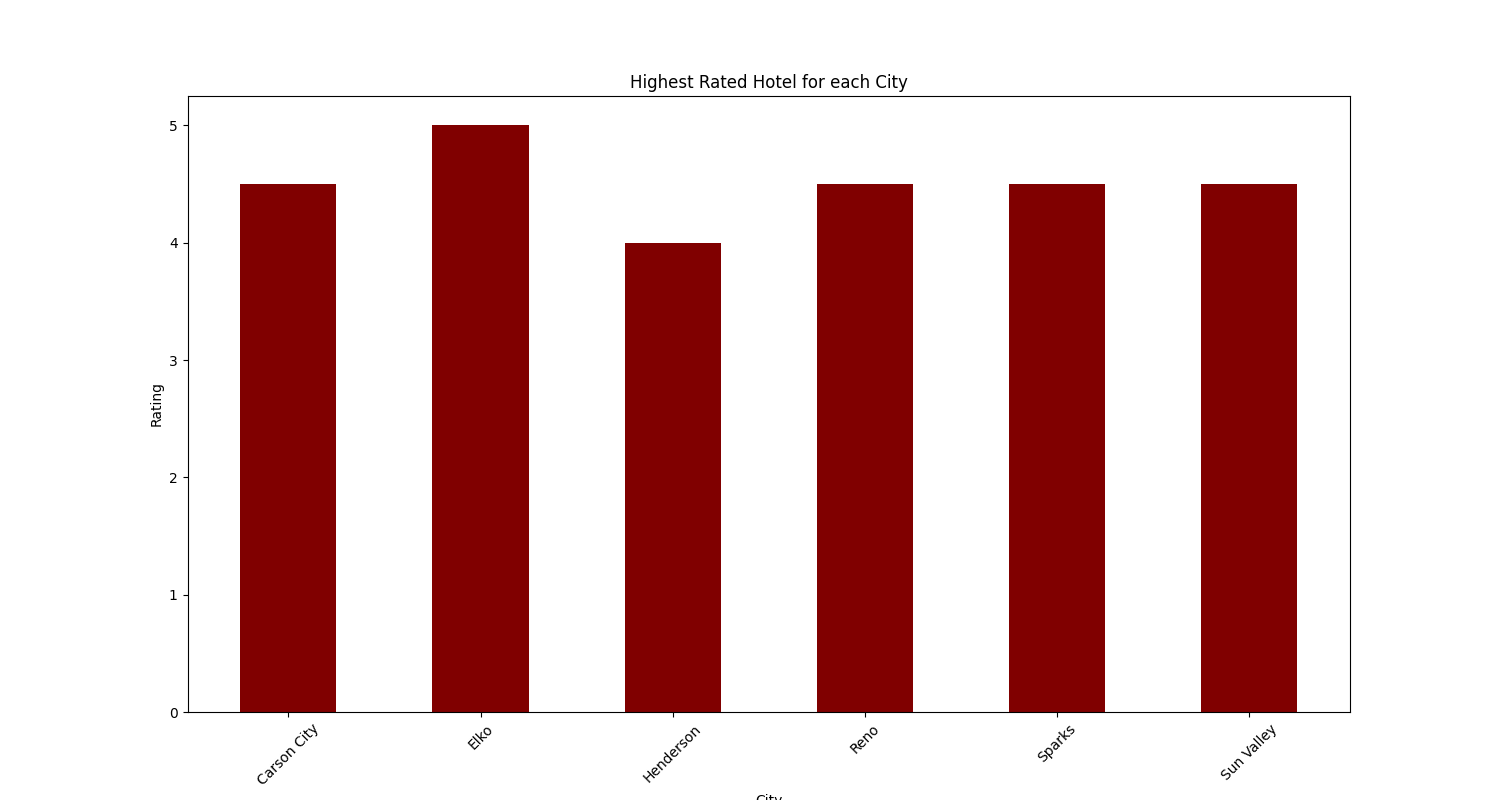 Highest Rated Hotel for each City
5
4
3
2
1
0
Rating
Carson City
Elko
Henderson
Reno
Sparks
Sun Valley
City